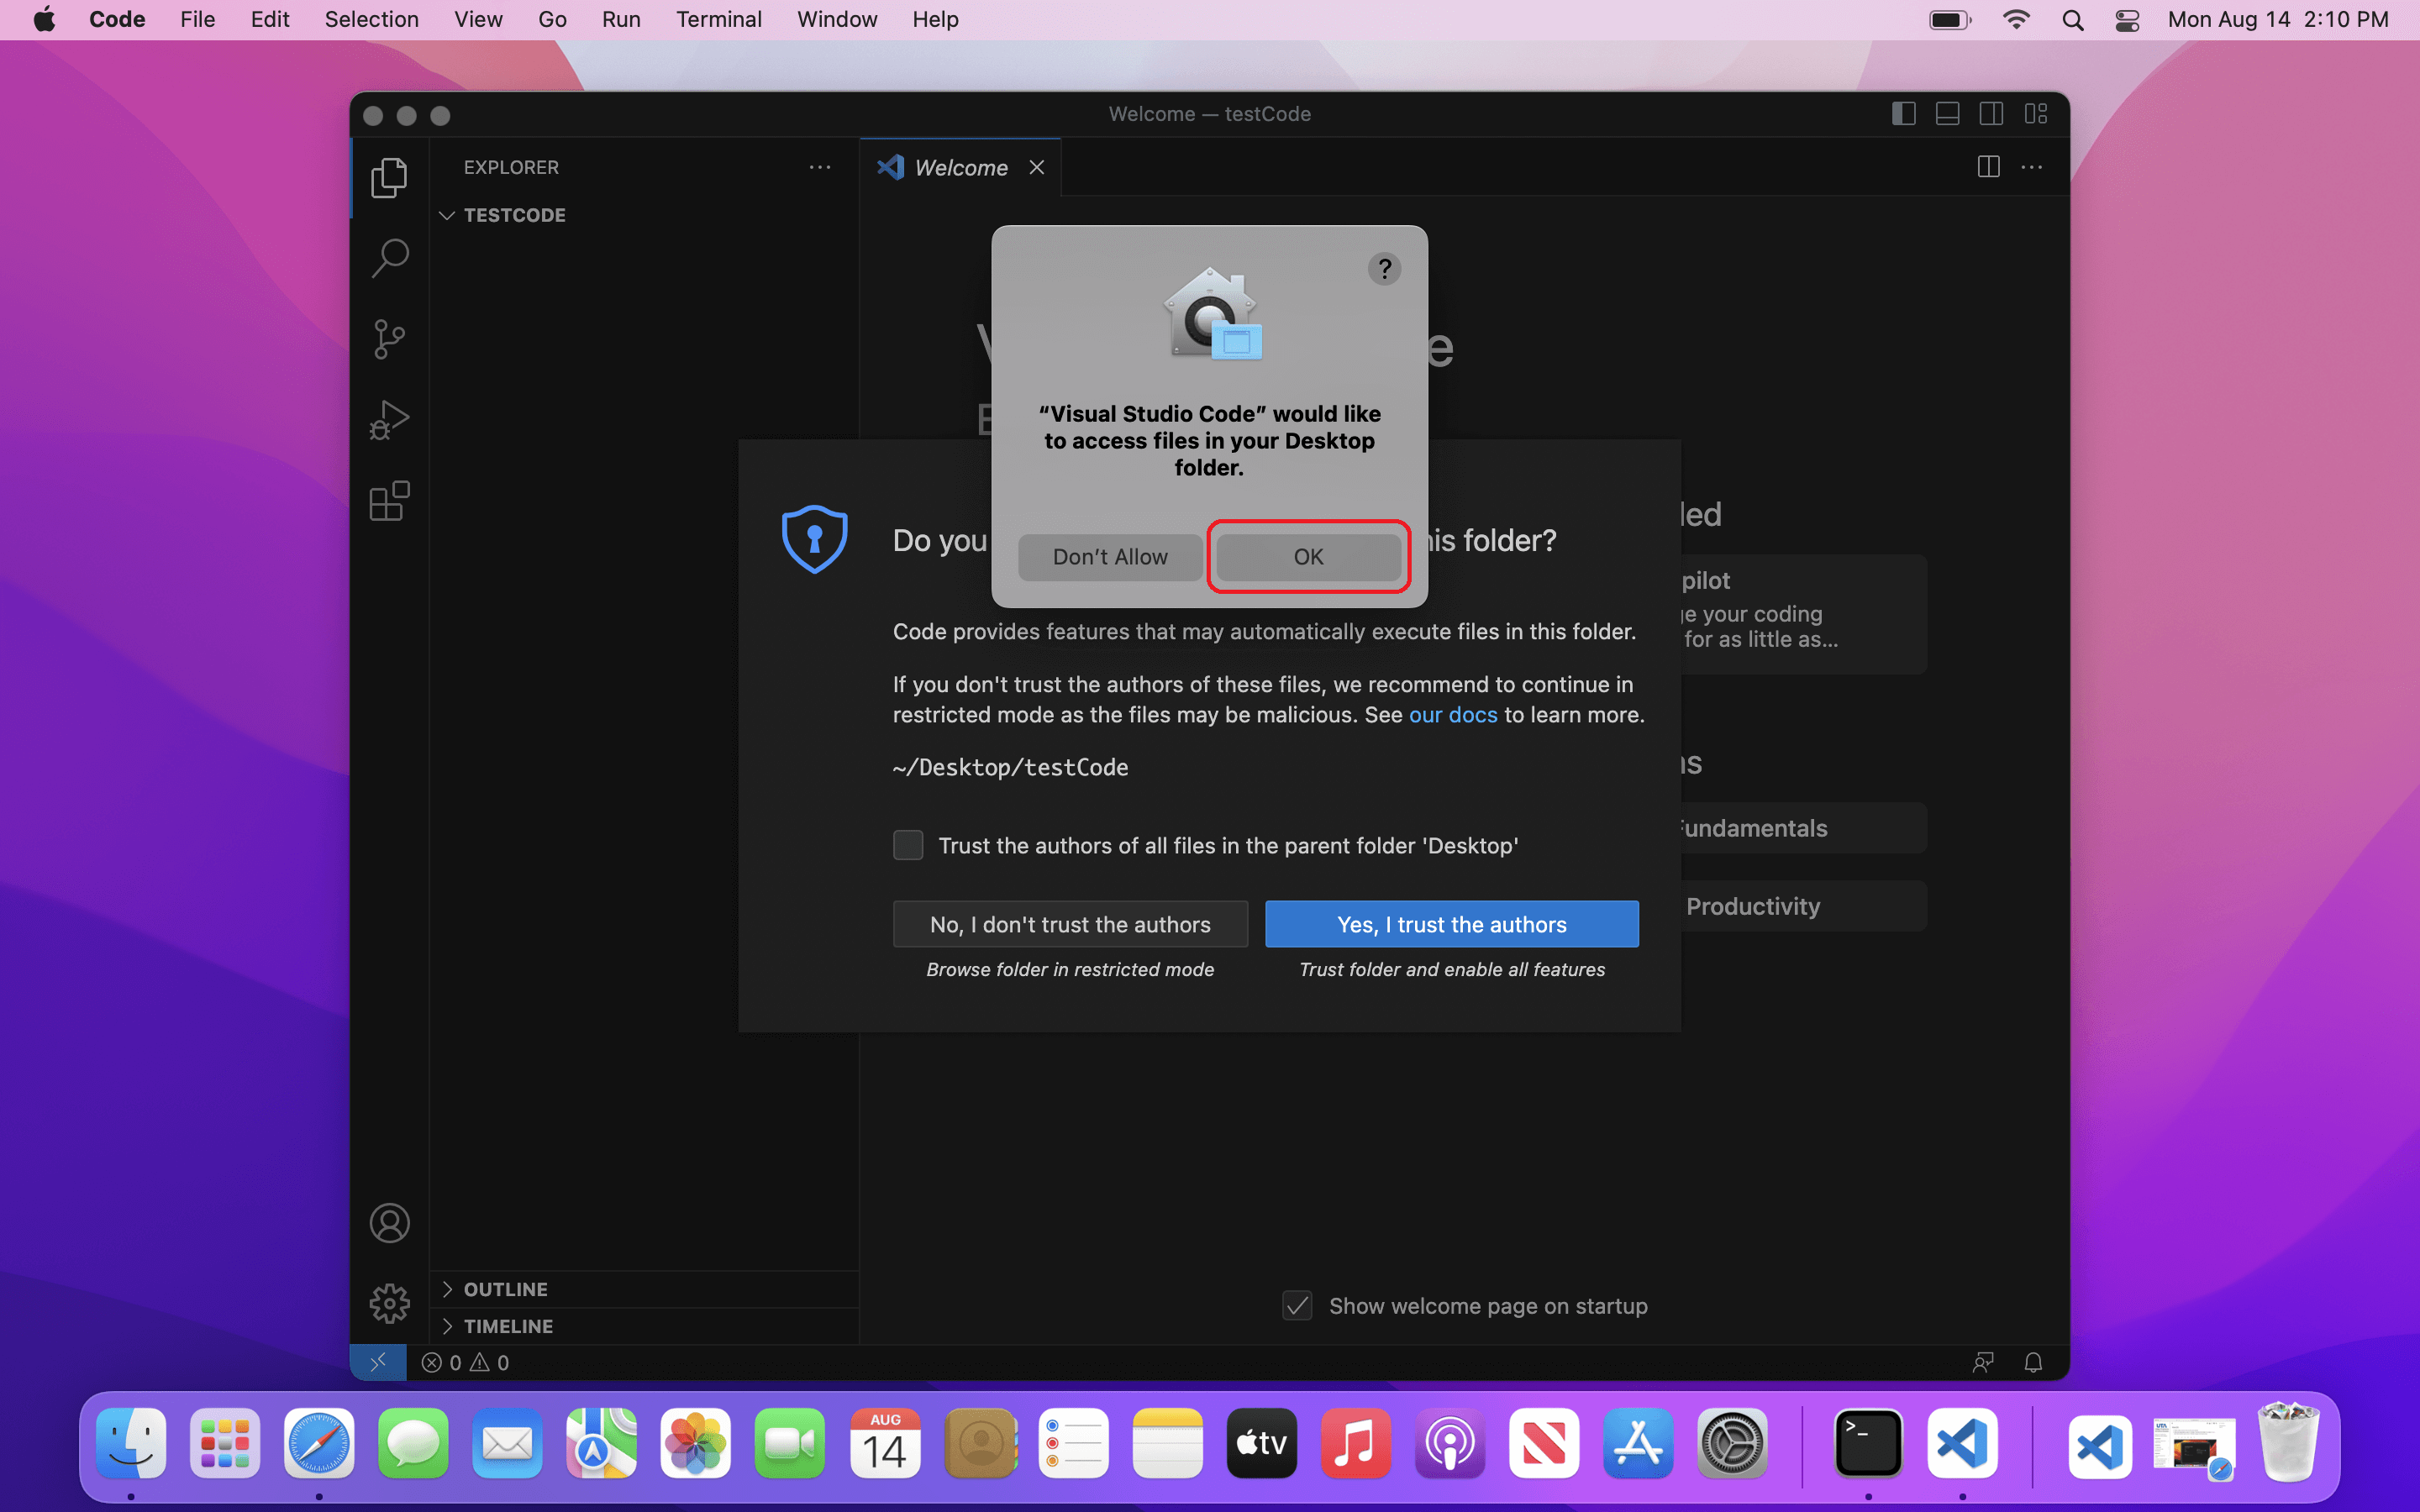 Code File Edit Selection View Go Run Terminal Window Help Mon Aug 14 2:10 PM
Welcome — testCode
EXPLORER
Welcome
TESTCODE
?
“Visual Studio Code” would like
to access files in your Desktop
folder.
Don’t Allow OK
Do you his folder?
Code provides features that may automatically execute files in this folder.
If you don't trust the authors of these files, we recommend to continue in
restricted mode as the files may be malicious. See our docs to learn more.
~/Desktop/testCode
Trust the authors of all files in the parent folder 'Desktop'
No, I don't trust the authors Yes, I trust the authors
Browse folder in restricted mode Trust folder and enable all features
ded
pilot
ge your coding
for as little as...
ns
Fundamentals
Productivity
Show welcome page on startup
OUTLINE
TIMELINE
0 0
AUG
14
tv
>_